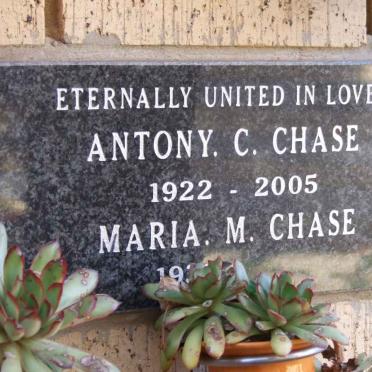 ETERNALLY UNITED IN LOVE
ANTONY. C. CHASE
1922 - 2005
MARIA. M. CHASE